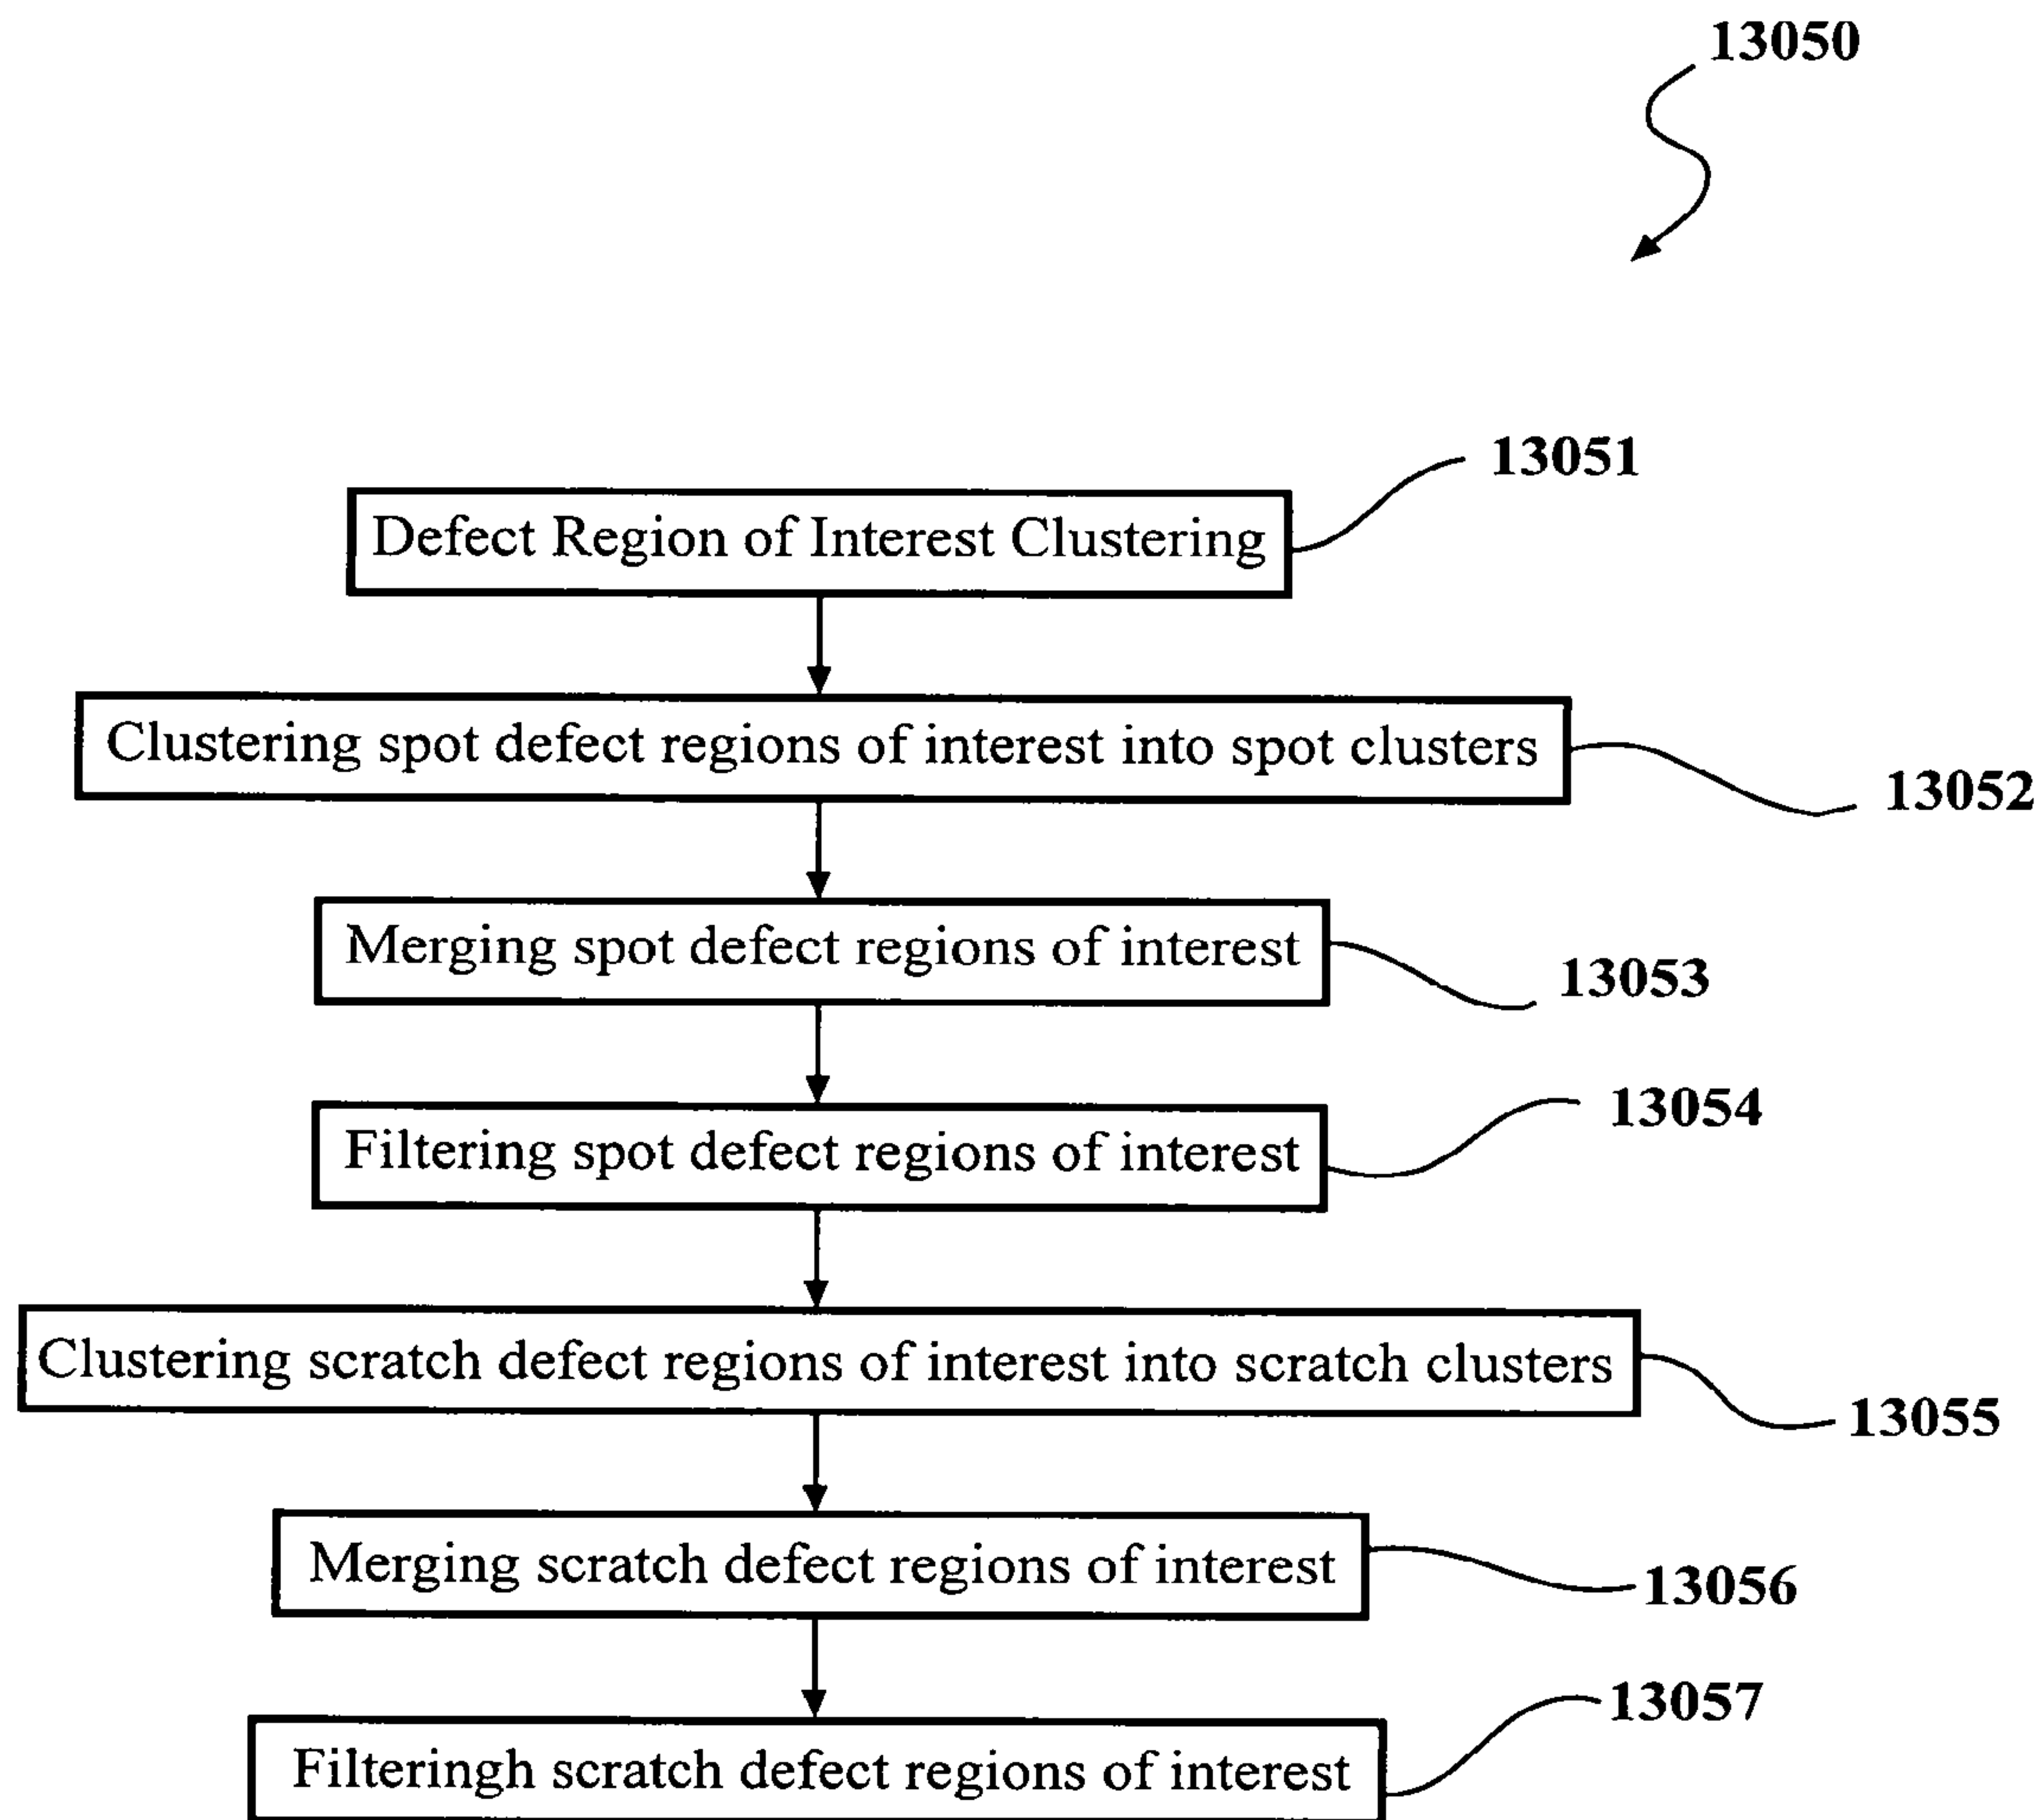 13050
13051
Defect Region of Interest Clustering
Clustering spot defect regions of interest into spot clusters
13052
Merging spot defect regions of interest
13053
13054
Filtering spot defect regions of interest
Clustering scratch defect regions of interest into scratch clusters
13055
Merging scratch defect regions of interest
13056
13057
Filteringh scratch defect regions of interest